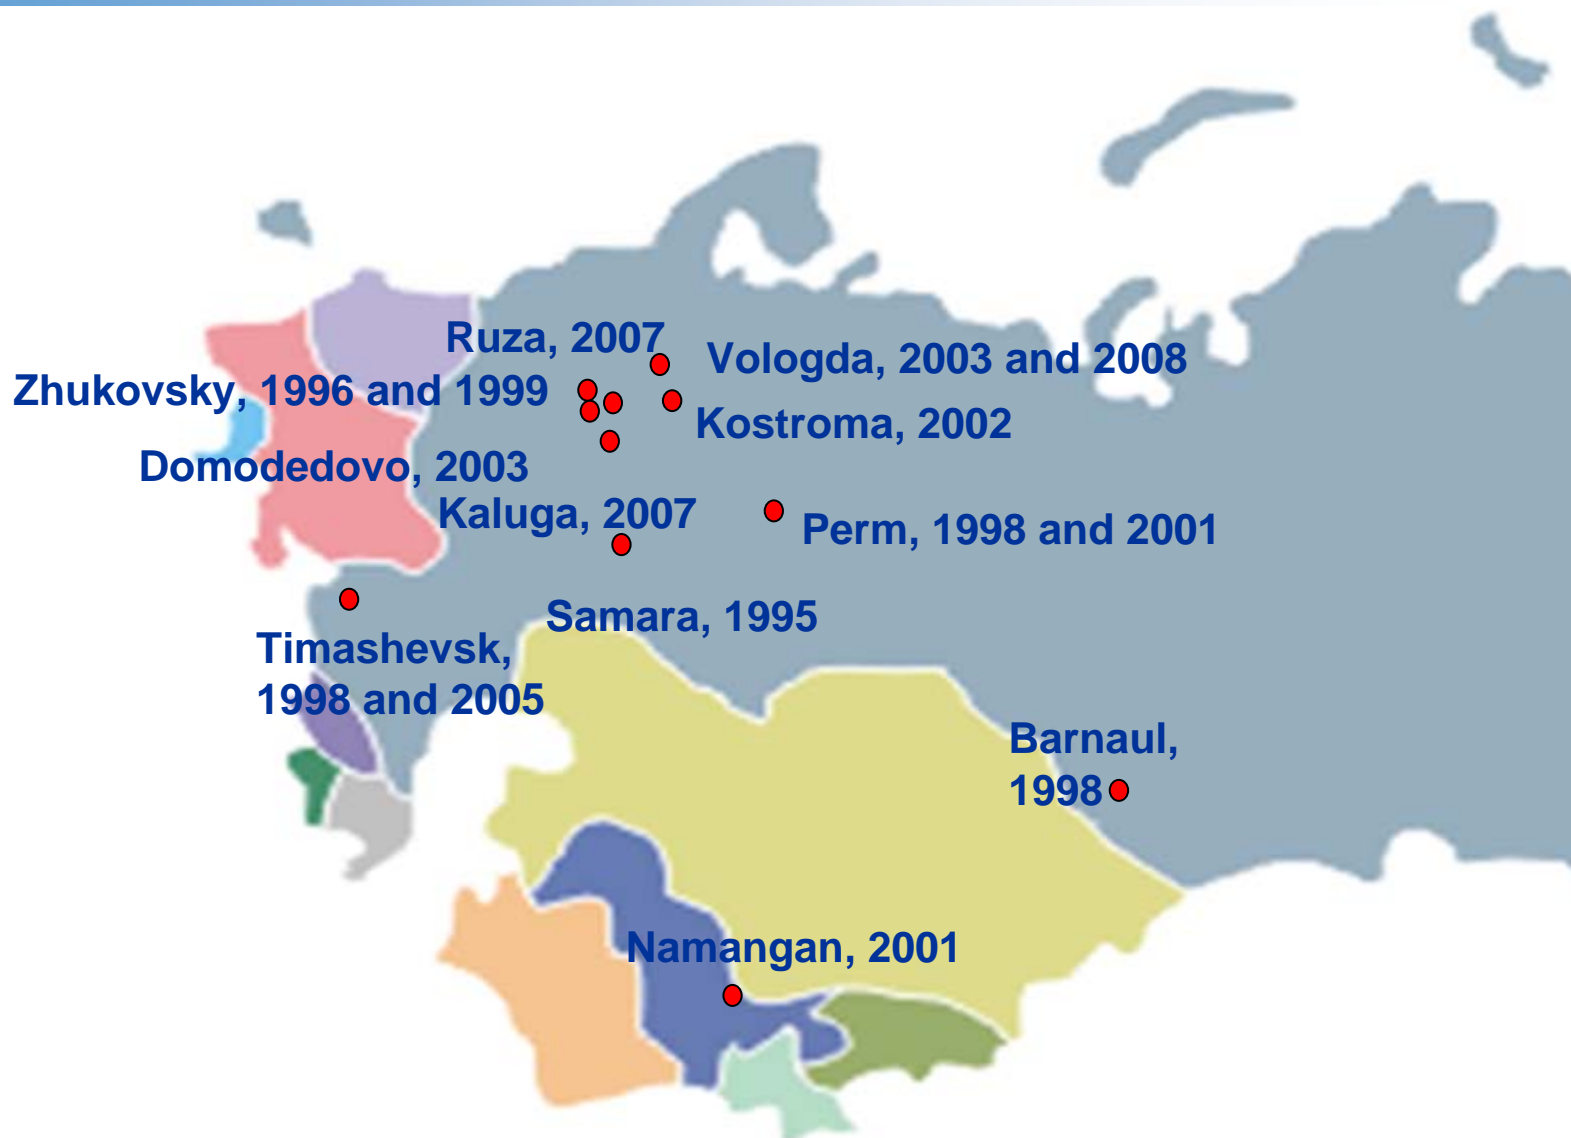 Ruza, 2007
Vologda, 2003 and 2008
Zhukovsky, 1996 and 1999
Kostroma, 2002
Domodedovo, 2003
Kaluga, 2007
Perm, 1998 and 2001
Samara, 1995
Timashevsk,
1998 and 2005
Barnaul,
1998
Namangan, 2001